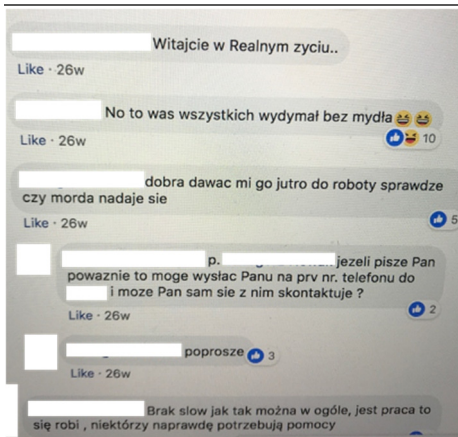 Witajcie w Realnym zyciu..
Like · 26w
No to was wszystkich wydymał bez mydła😆😆
Like · 26w
10
dobra dawac mi go jutro do roboty sprawdze
czy morda nadaje sie
Like · 26w
5
p. jezeli pisze Pan
powaznie to moge wysłac Panu na prv nr. telefonu do
i moze Pan sam sie z nim skontaktuje ?
Like · 26w
2
poprosze
3
Like · 26w
Brak slow jak tak można w ogóle, jest praca to
się robi , niektórzy naprawdę potrzebują pomocy